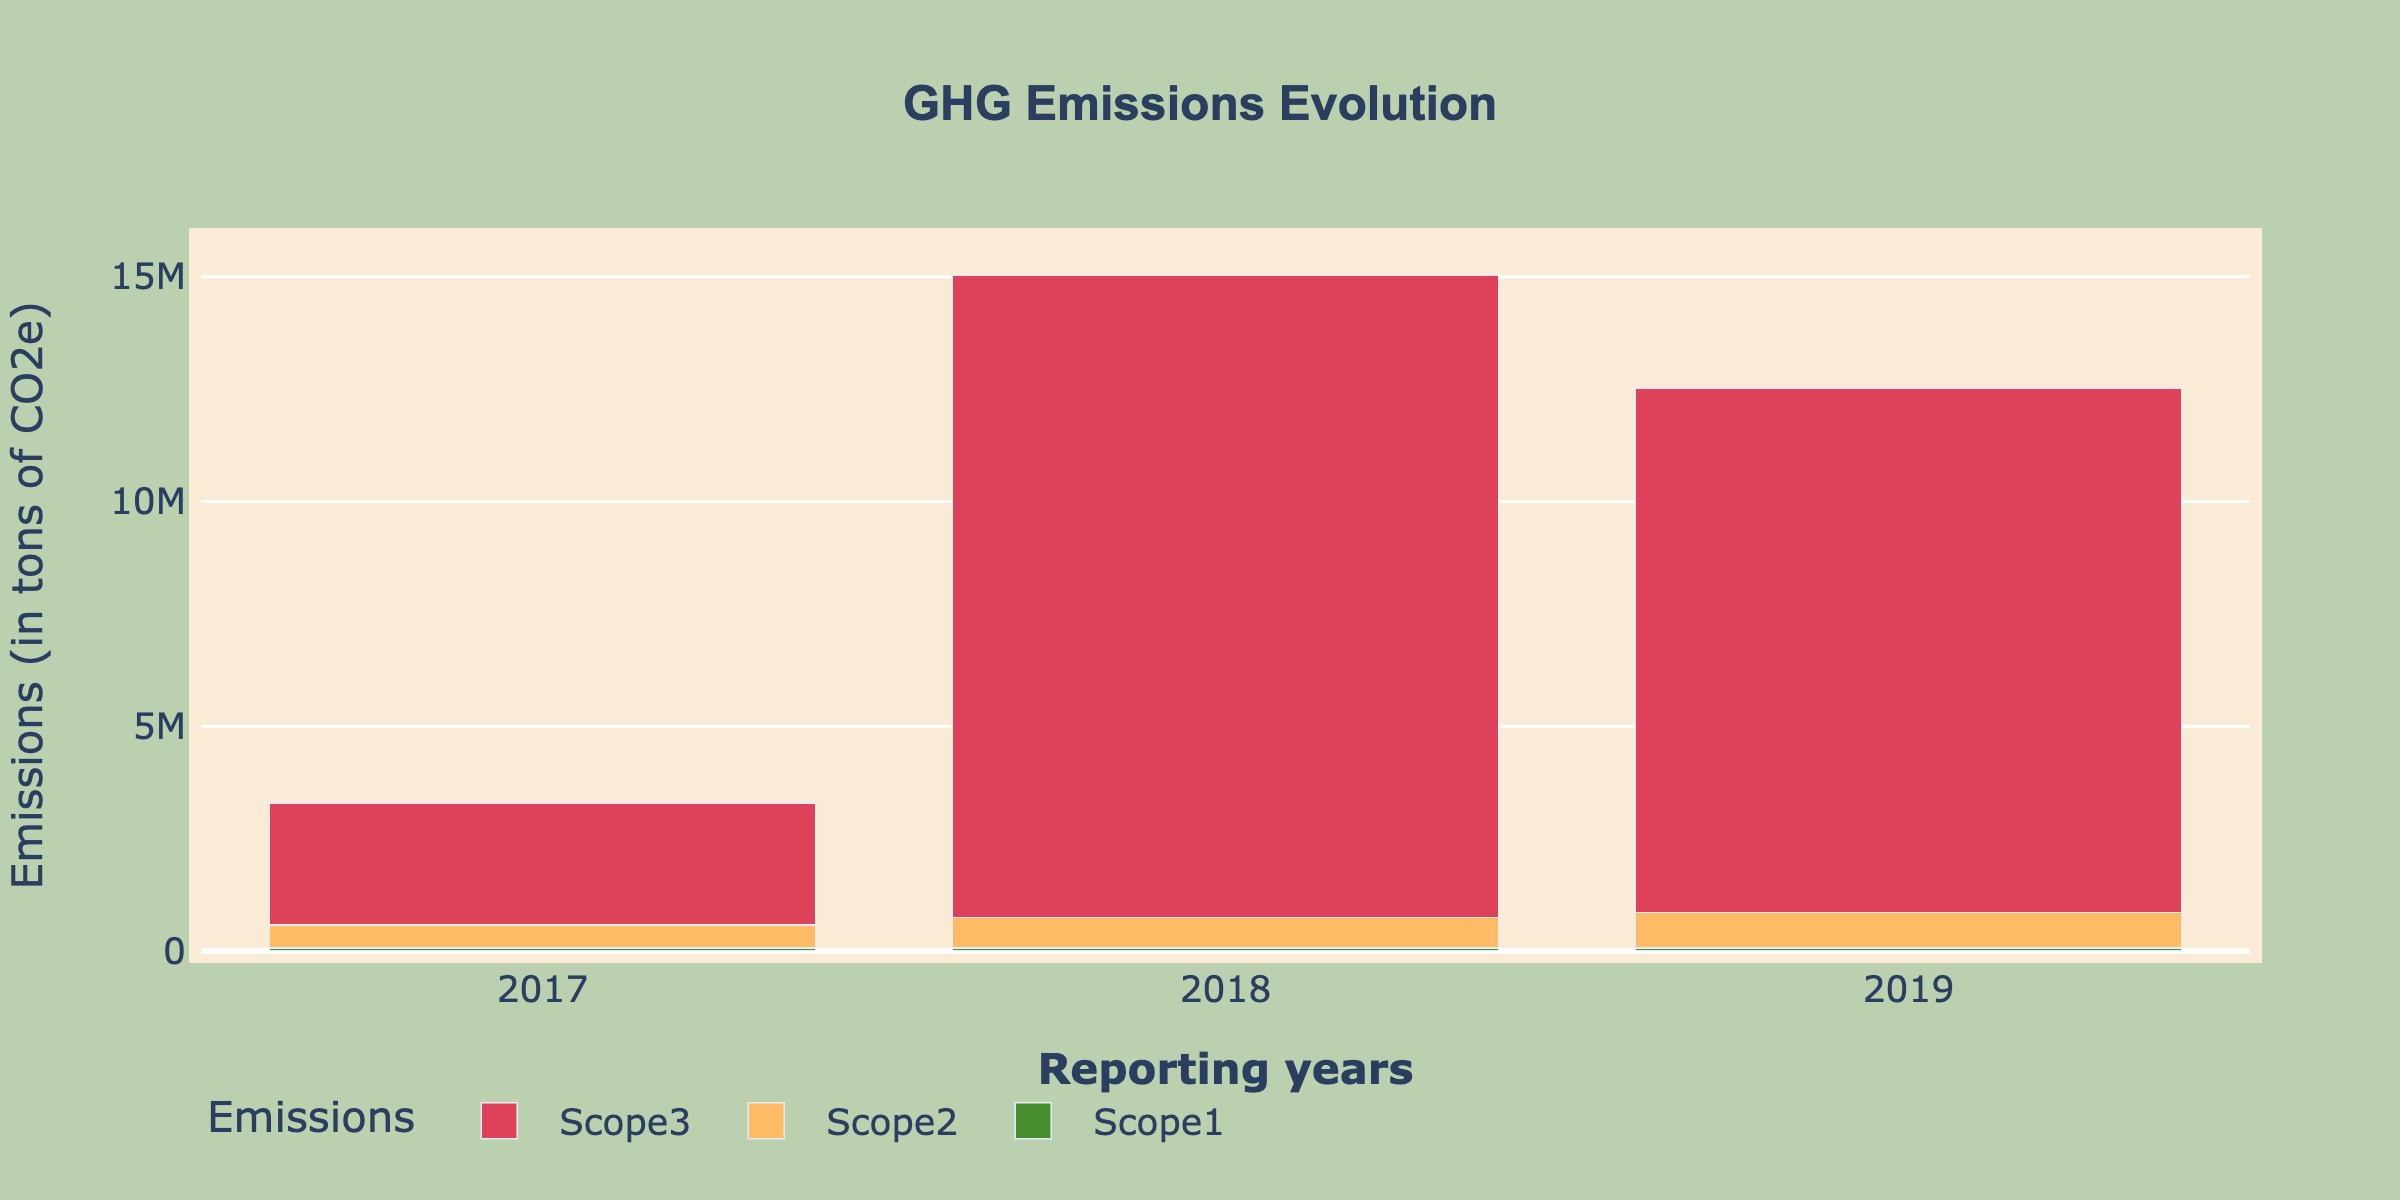 GHG Emissions Evolution
Emissions (in tons of CO2e)
15M
10M
5M
0
2017 2018 2019
Reporting years
Emissions Scope3 Scope2 Scope1